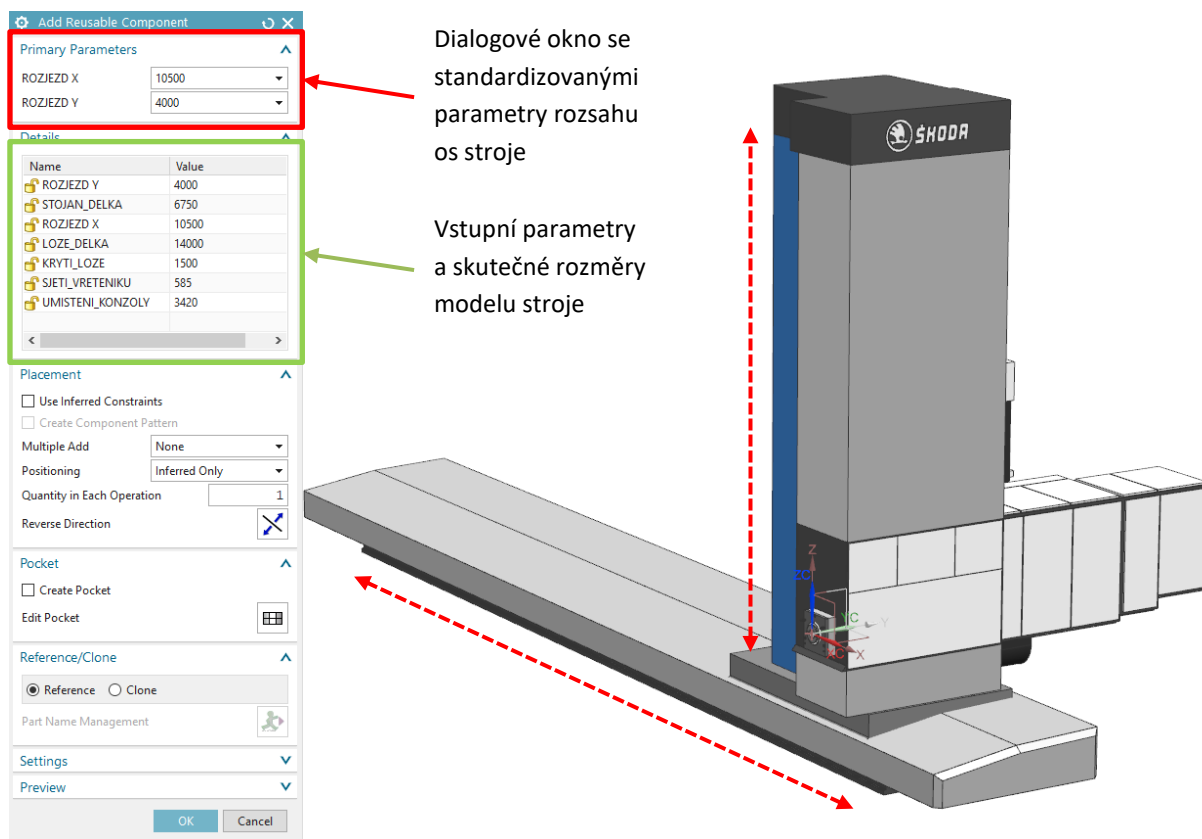 Add Reusable Component
Primary Parameters
ROZJEZD X 10500
ROZJEZD Y 4000
Details
Name Value
ROZJEZD Y 4000
STOJAN_DELKA 6750
ROZJEZD X 10500
LOZE_DELKA 14000
KRYTI_LOZE 1500
SJETI_VRETENIKU 585
UMISTENI_KONZOLY 3420
Placement
Use Inferred Constraints
Create Component Pattern
Multiple Add None
Positioning Inferred Only
Quantity in Each Operation 1
Reverse Direction
Pocket
Create Pocket
Edit Pocket
Reference/Clone
Reference Clone
Part Name Management
Settings
Preview
OK Cancel
Dialogové okno se
standardizovanými
parametry rozsahu
os stroje
Vstupní parametry
a skutečné rozměry
modelu stroje
ŠKODA
Z
ZC
YC Y
XC X